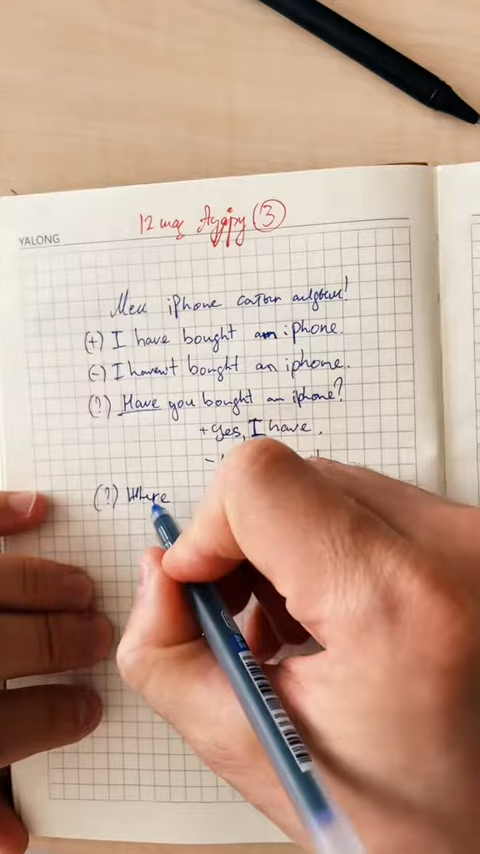 12 шақ Аудару (3)
YALONG
Мен iPhone сатып алдым!
(+) I have bought an iphone.
(-) I haven't bought an iphone.
(?) Have you bought an iphone?
+ Yes, I have.
-
(?) Where